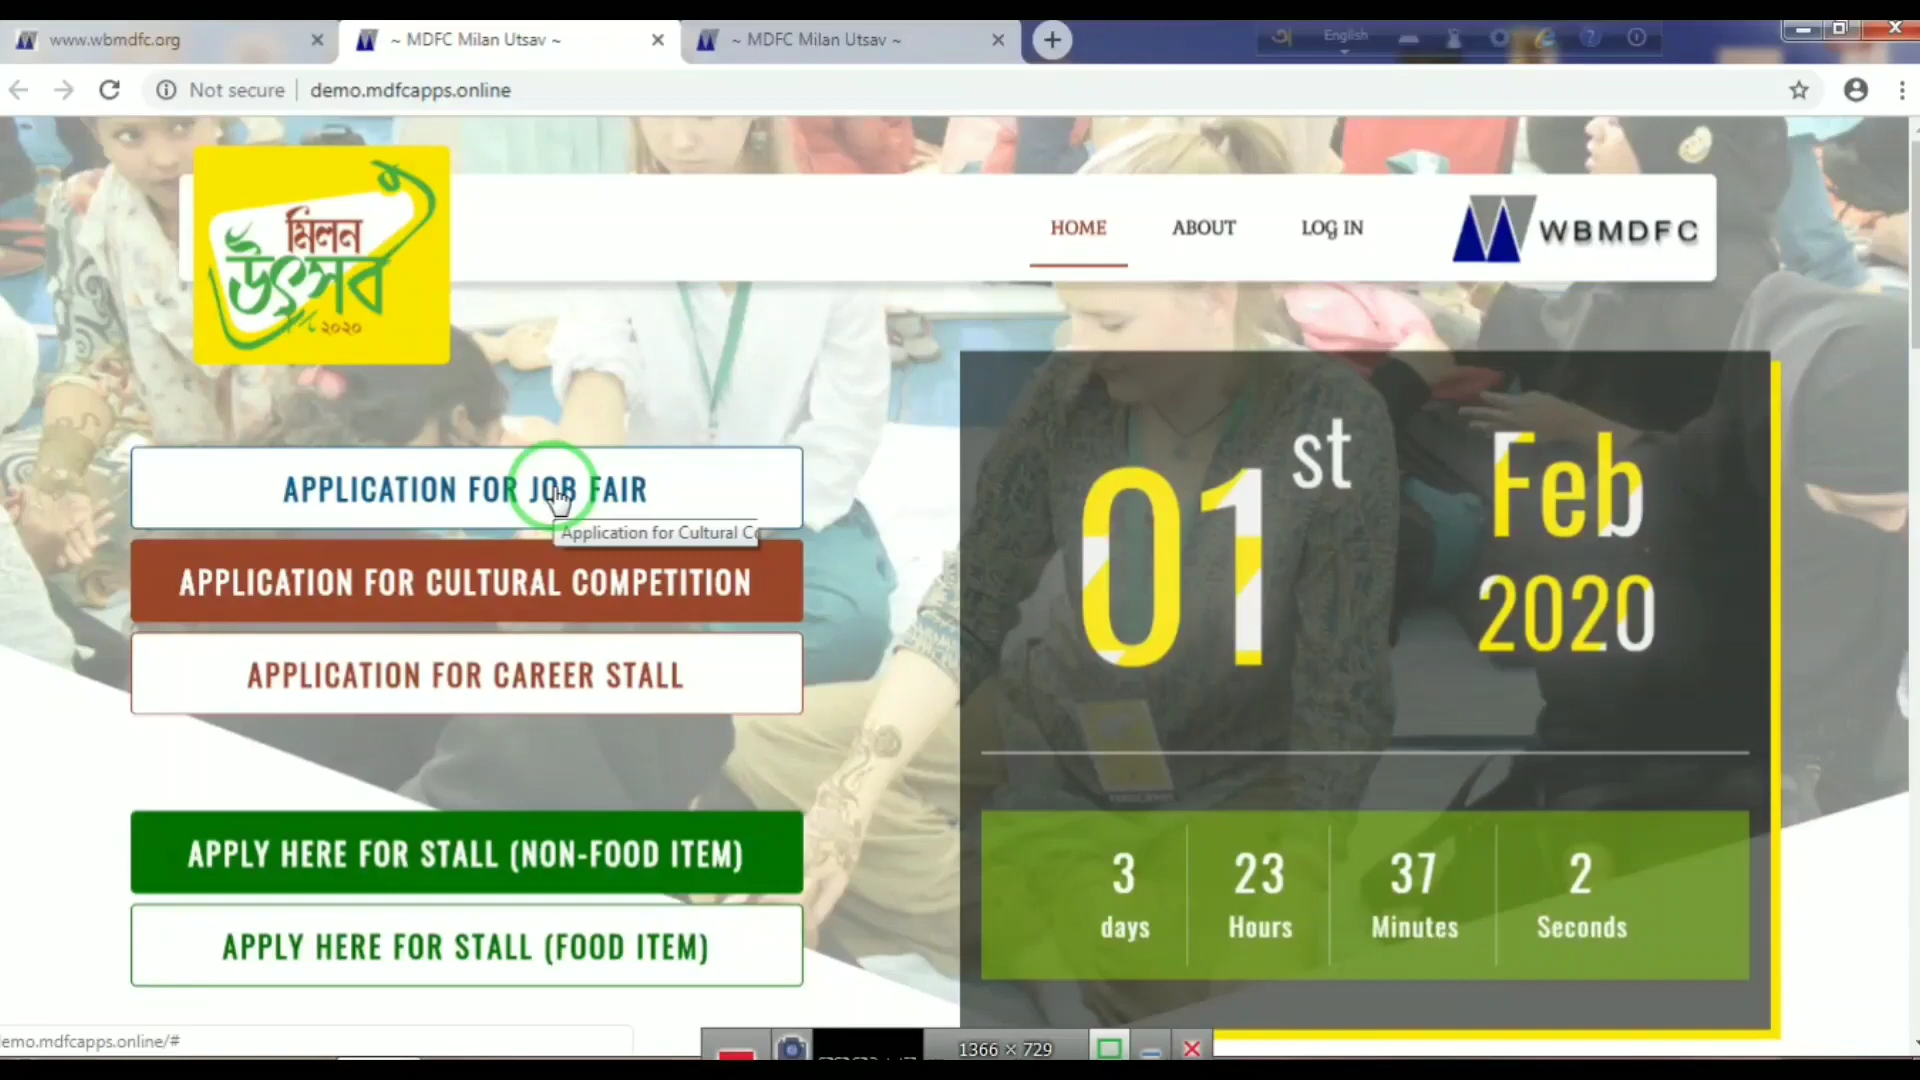 www.wbmdfc.org
~ MDFC Milan Utsav ~
~ MDFC Milan Utsav ~
English
Not secure
demo.mdfcapps.online
মিলন
উৎসব
২০২০
HOME
ABOUT
LOG IN
WBMDFC
APPLICATION FOR JOB FAIR
Application for Cultural
APPLICATION FOR CULTURAL COMPETITION
APPLICATION FOR CAREER STALL
APPLY HERE FOR STALL (NON-FOOD ITEM)
APPLY HERE FOR STALL (FOOD ITEM)
01st
Feb
2020
3
days
23
Hours
37
Minutes
2
Seconds
emo.mdfcapps.online/#
1366 × 729